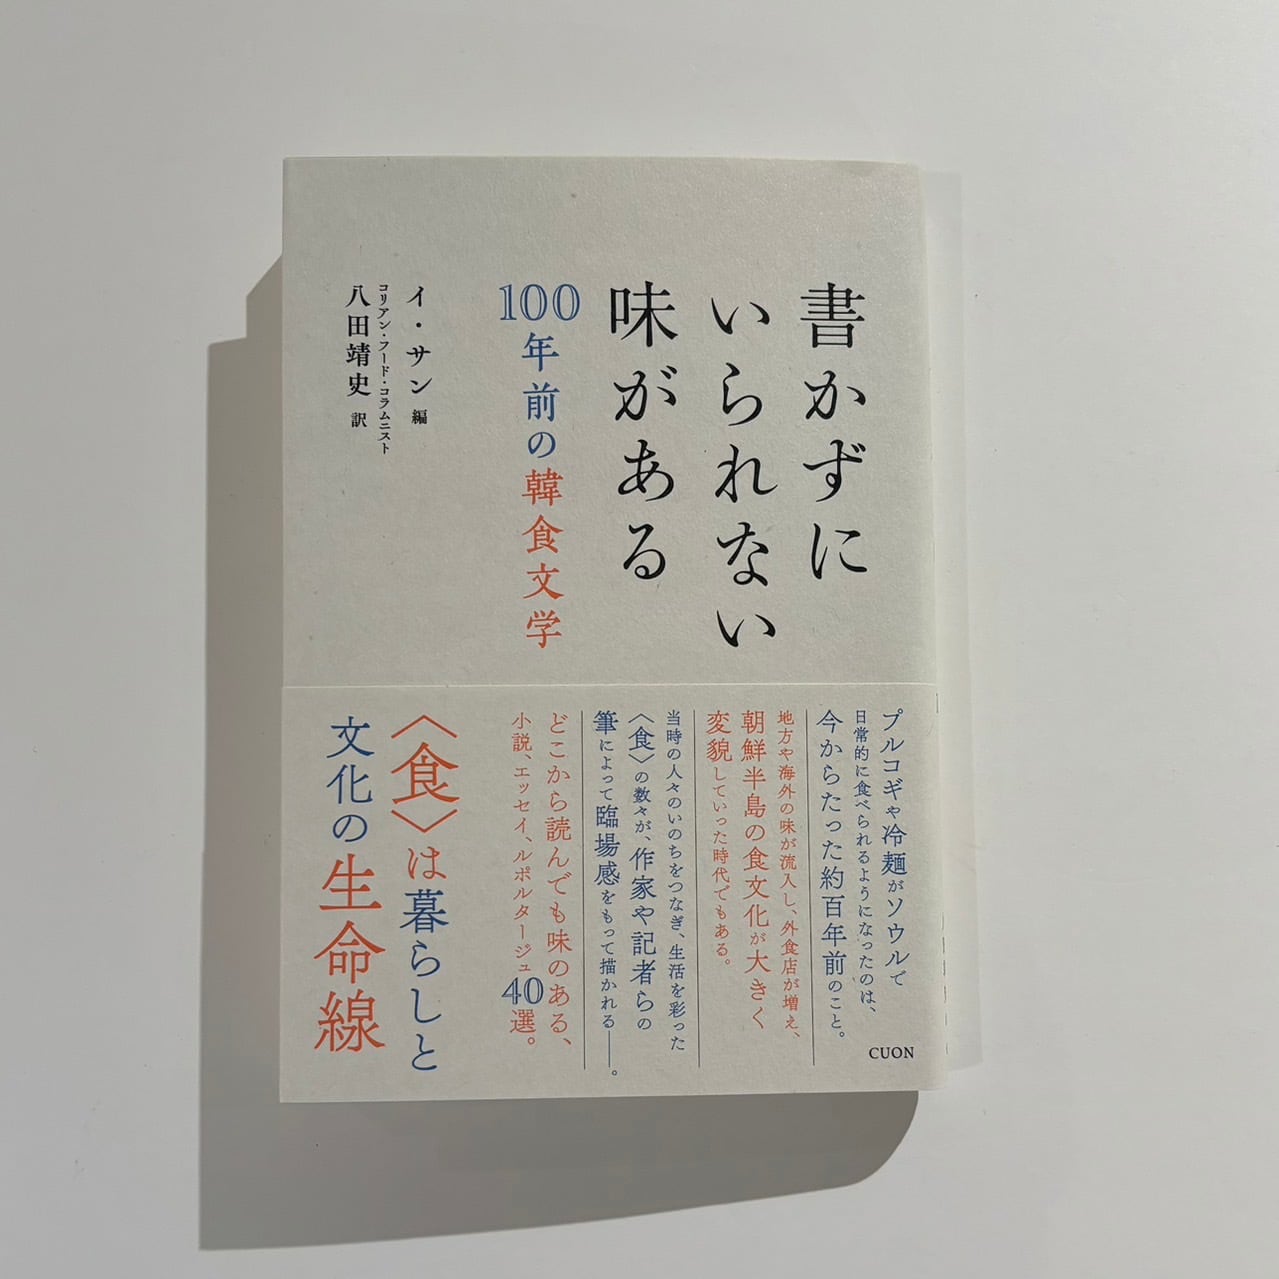 書かずに
いられない
味がある
100年前の韓食文学
イ・サン 編
コリアン・フード・コラムニスト
八田靖史 訳
プルコギや冷麺がソウルで
日常的に食べられるようになったのは、
今からたった約百年前のこと。
地方や海外の味が流入し、外食店が増え、
朝鮮半島の食文化が大きく
変貌していった時代でもある。
当時の人々のいのちをつなぎ、生活を彩った
〈食〉の数々が、作家や記者らの
筆によって臨場感をもって描かれる――。
どこから読んでも味のある、
小説、エッセイ、ルポルタージュ40選。
〈食〉は暮らしと
文化の生命線
CUON